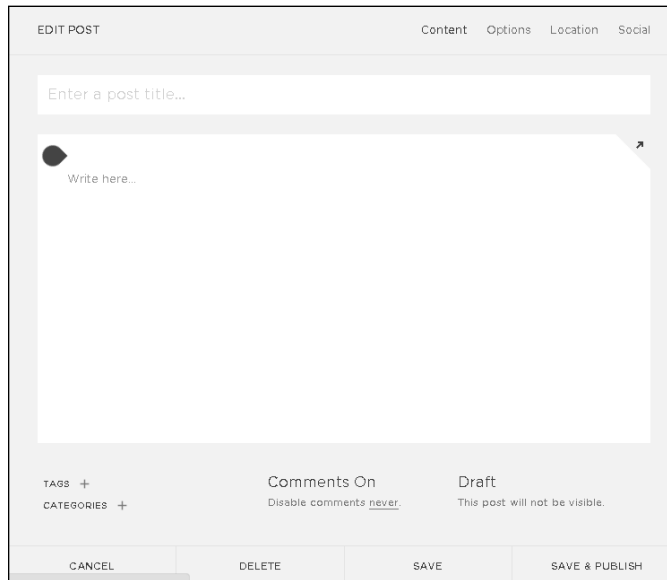 EDIT POST Content Options Location Social
Enter a post title...
Write here...
TAGS +
CATEGORIES +
Comments On
Disable comments never.
Draft
This post will not be visible.
CANCEL DELETE SAVE SAVE & PUBLISH